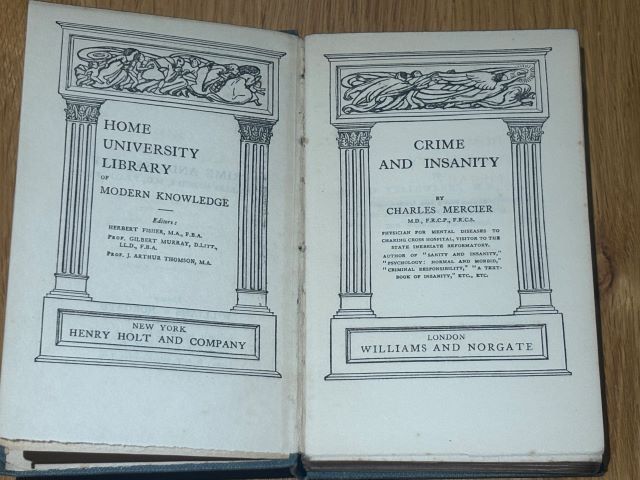 HOME
UNIVERSITY
LIBRARY
OF
MODERN KNOWLEDGE
Editors:
HERBERT FISHER, M.A., F.B.A.
PROF. GILBERT MURRAY, D.LITT.,
LL.D., F.B.A.
PROF. J. ARTHUR THOMSON, M.A.
NEW YORK
HENRY HOLT AND COMPANY
CRIME
AND INSANITY
BY
CHARLES MERCIER
M.D., F.R.C.P., F.R.C.S.
PHYSICIAN FOR MENTAL DISEASES TO
CHARING CROSS HOSPITAL, VISITOR TO THE
STATE INEBRIATE REFORMATORY.
AUTHOR OF "SANITY AND INSANITY,"
"PSYCHOLOGY: NORMAL AND MORBID,"
"CRIMINAL RESPONSIBILITY," "A TEXT-
BOOK OF INSANITY," ETC., ETC.
LONDON
WILLIAMS AND NORGATE